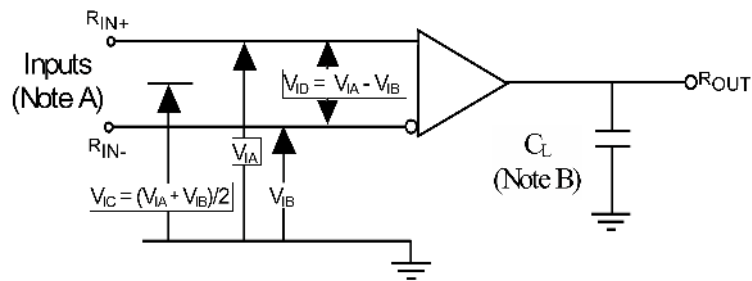 RIN+
Inputs
(Note A)
VID = VIA - VIB
ROUT
RIN-
VIA
CL
(Note B)
VIC = (VIA + VIB)/2
VIB